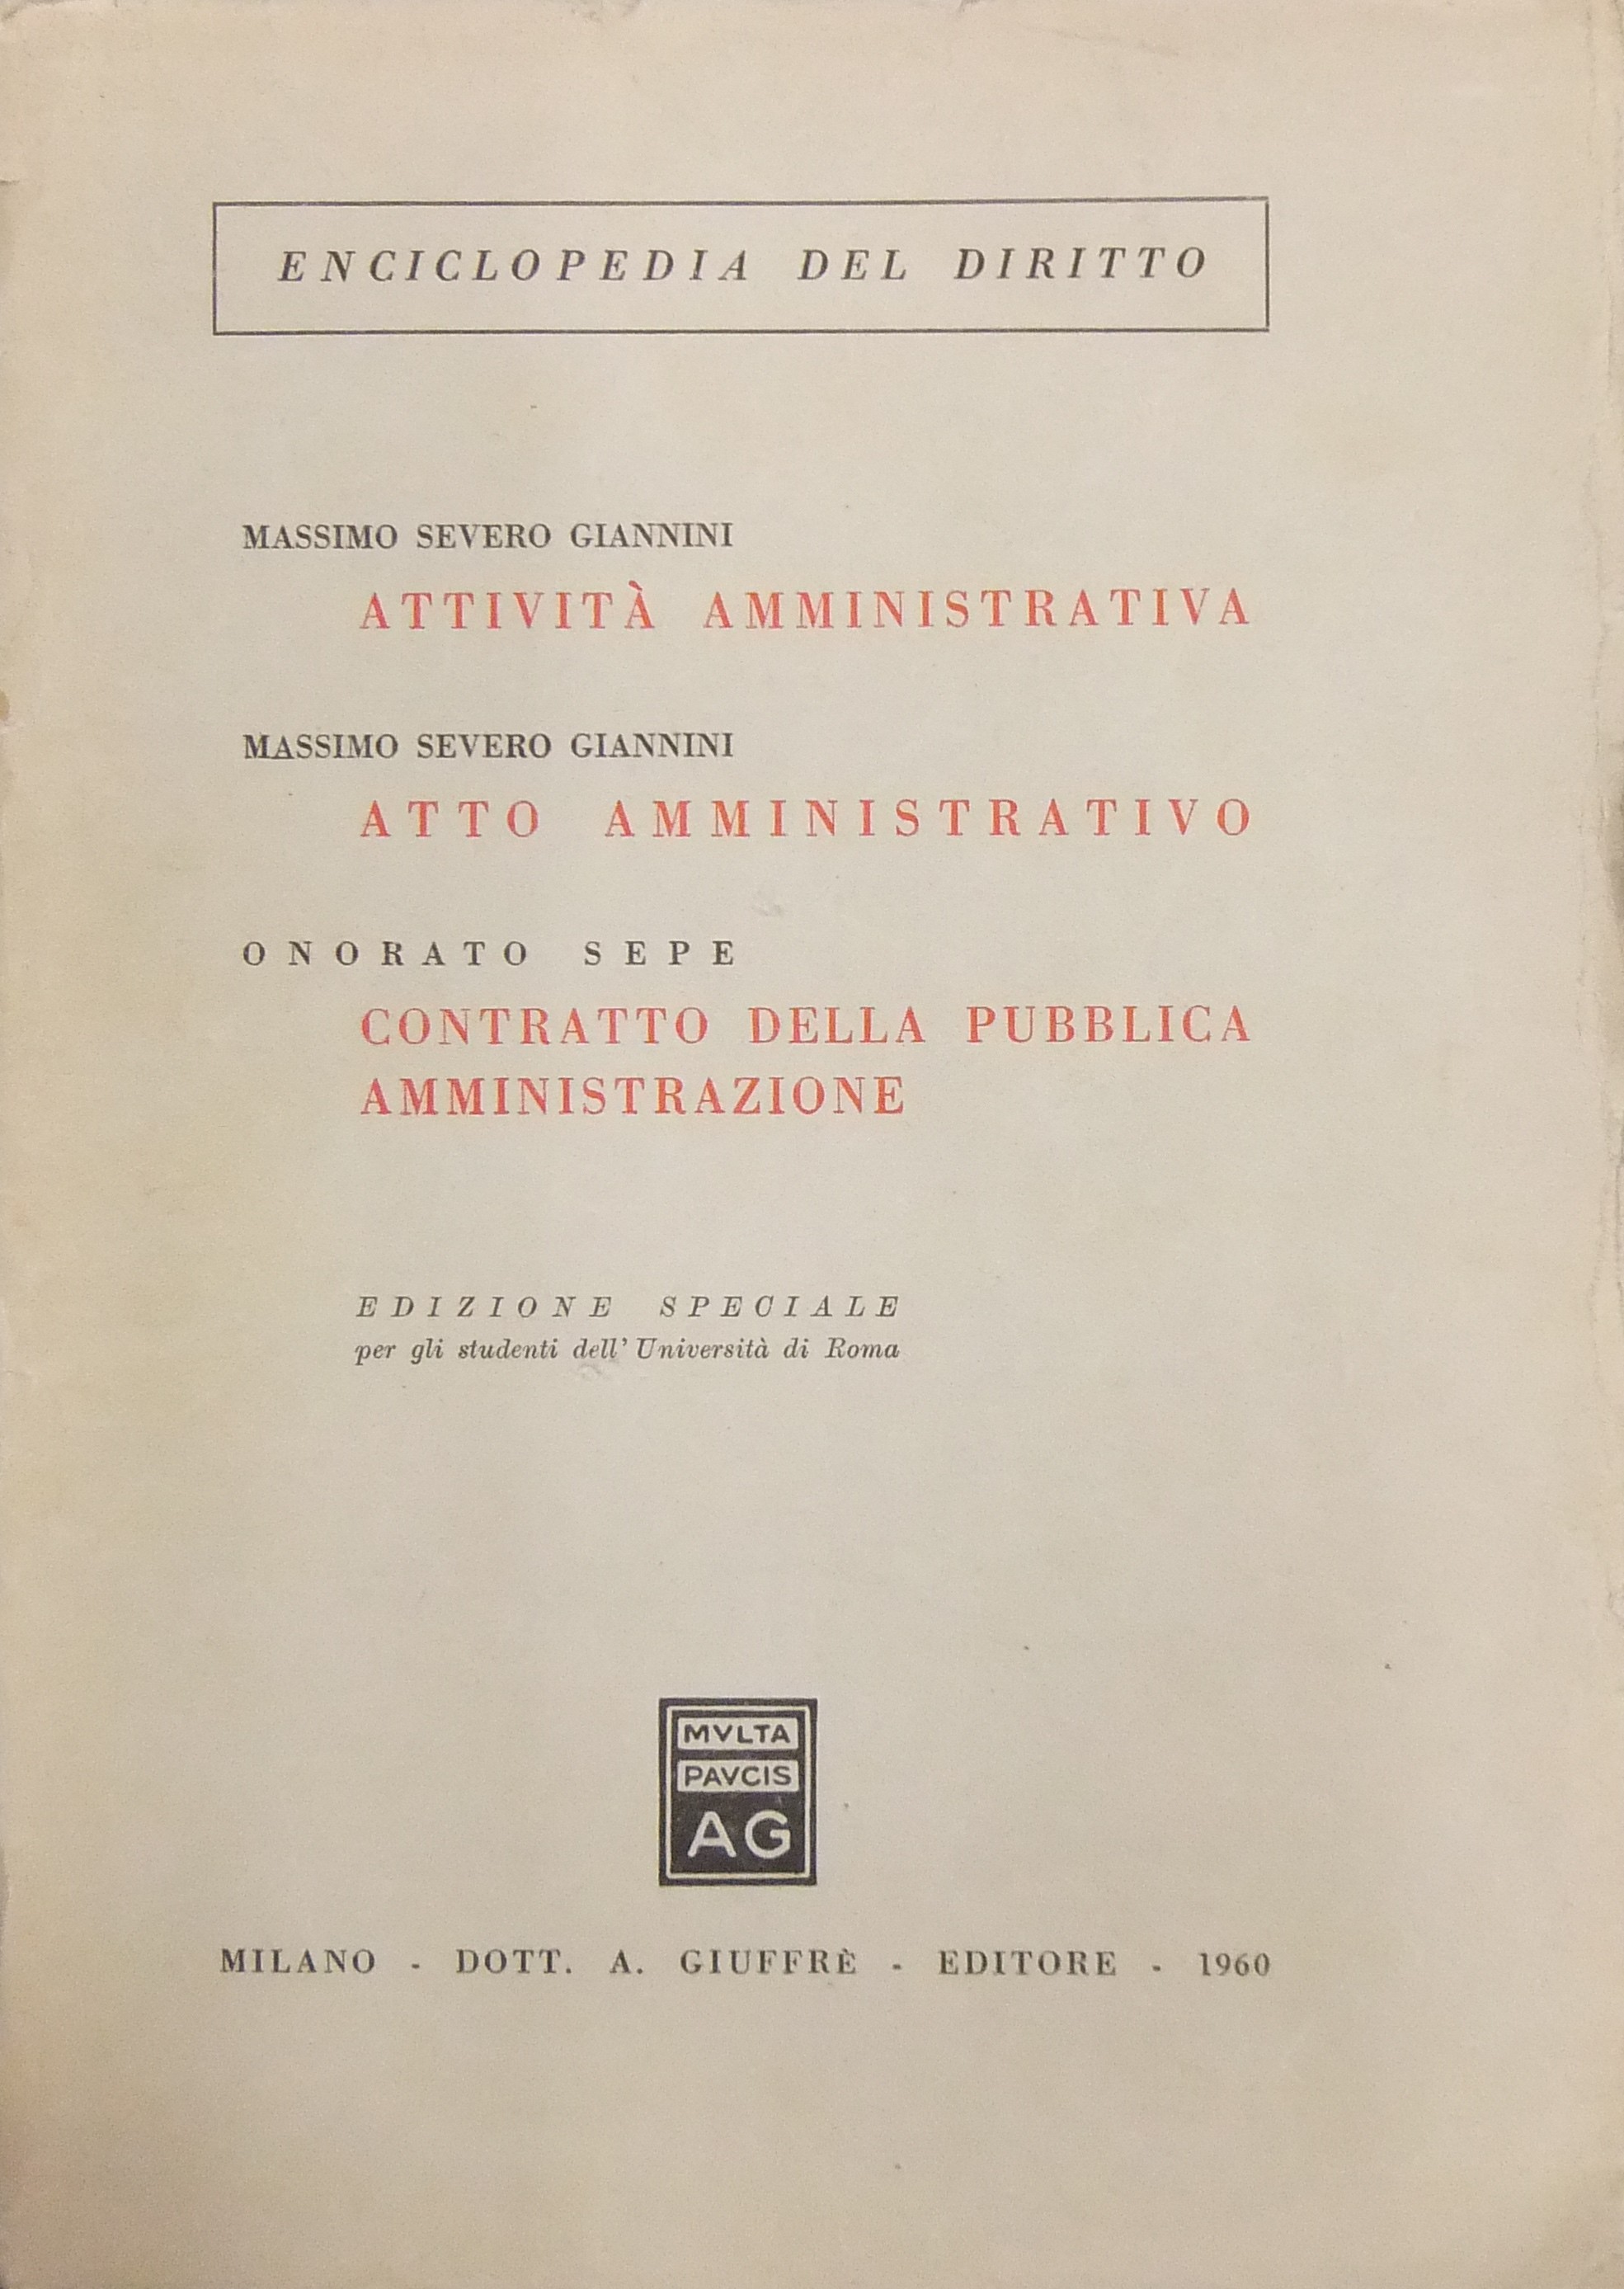 ENCICLOPEDIA DEL DIRITTO
MASSIMO SEVERO GIANNINI
ATTIVITÀ AMMINISTRATIVA
MASSIMO SEVERO GIANNINI
ATTO AMMINISTRATIVO
ONORATO SEPE
CONTRATTO DELLA PUBBLICA
AMMINISTRAZIONE
EDIZIONE SPECIALE
per gli studenti dell' Università di Roma
MVLTA
PAVCIS
AG
MILANO - DOTT. A. GIUFFRÈ - EDITORE - 1960